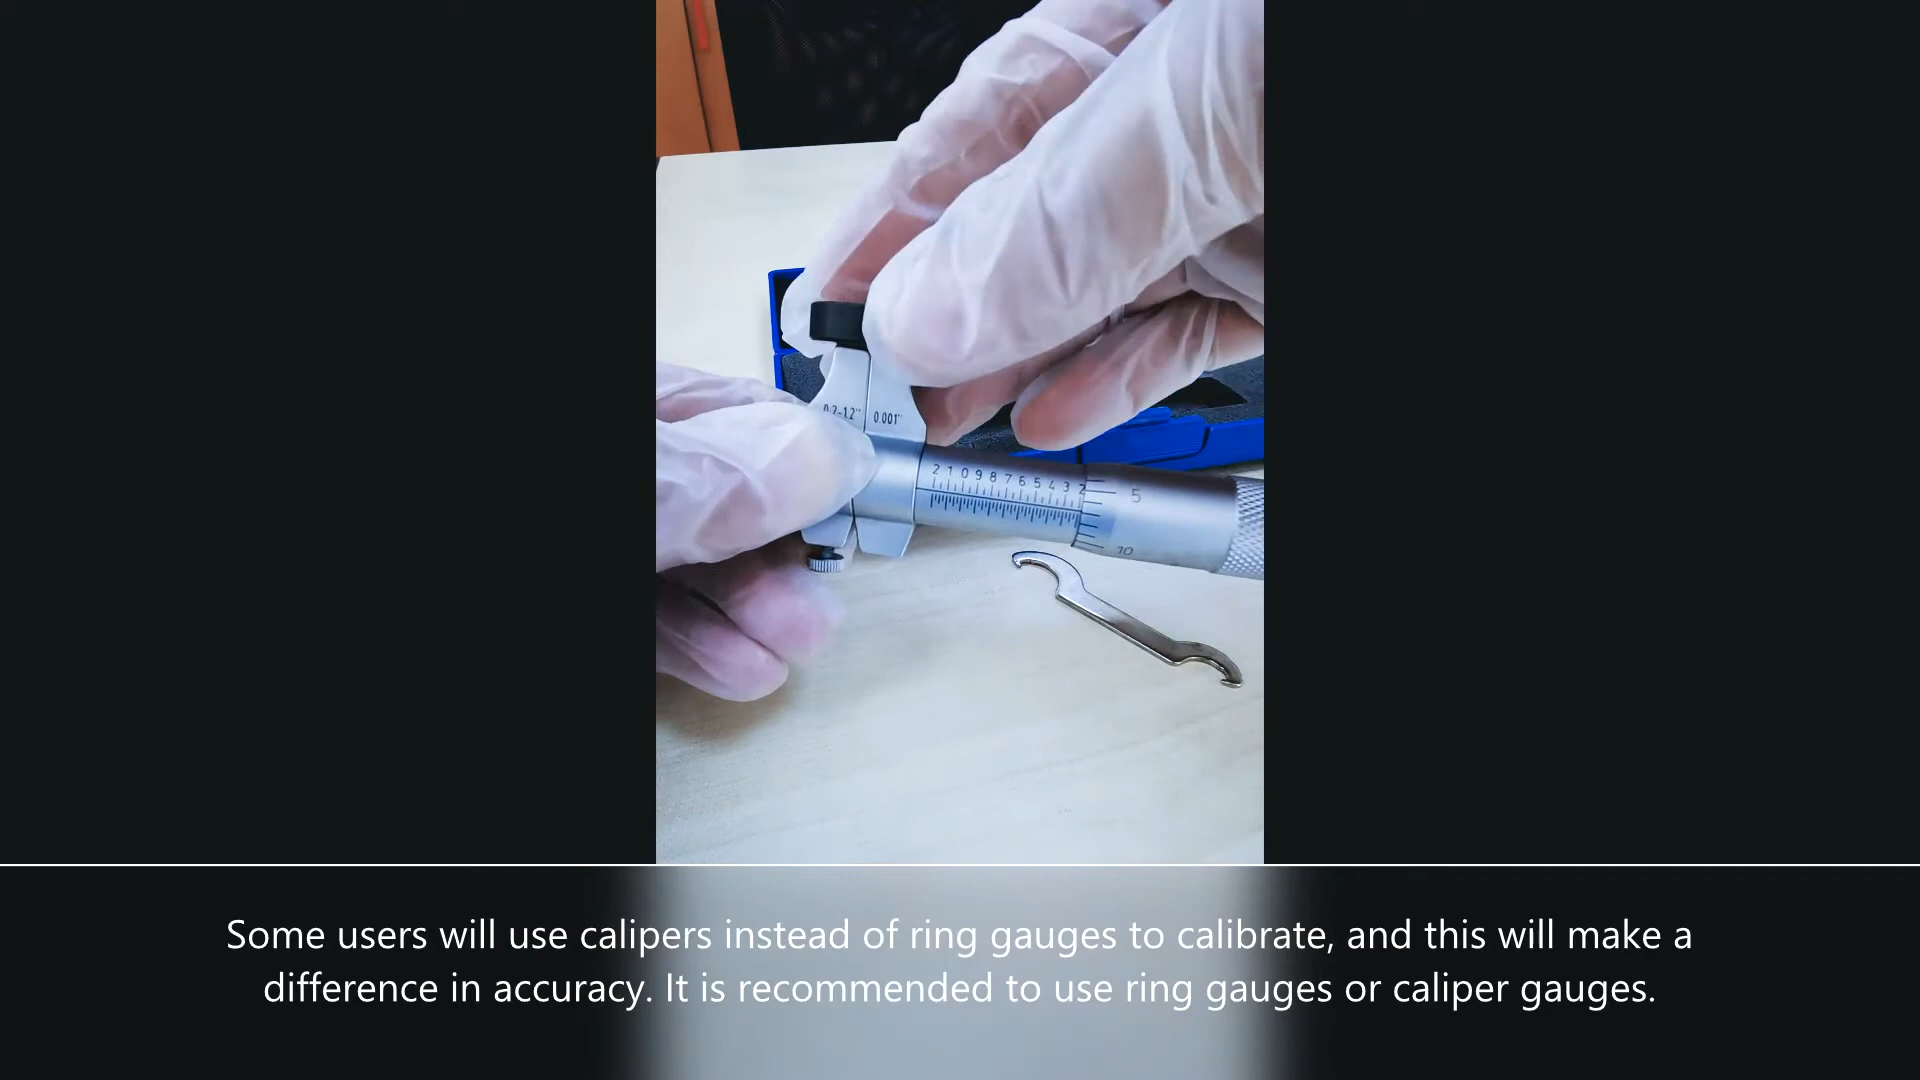 0.2-1.2" 0.001"
2 1 0 9 8 7 6 5 4 3 2
5
10
Some users will use calipers instead of ring gauges to calibrate, and this will make a
difference in accuracy. It is recommended to use ring gauges or caliper gauges.